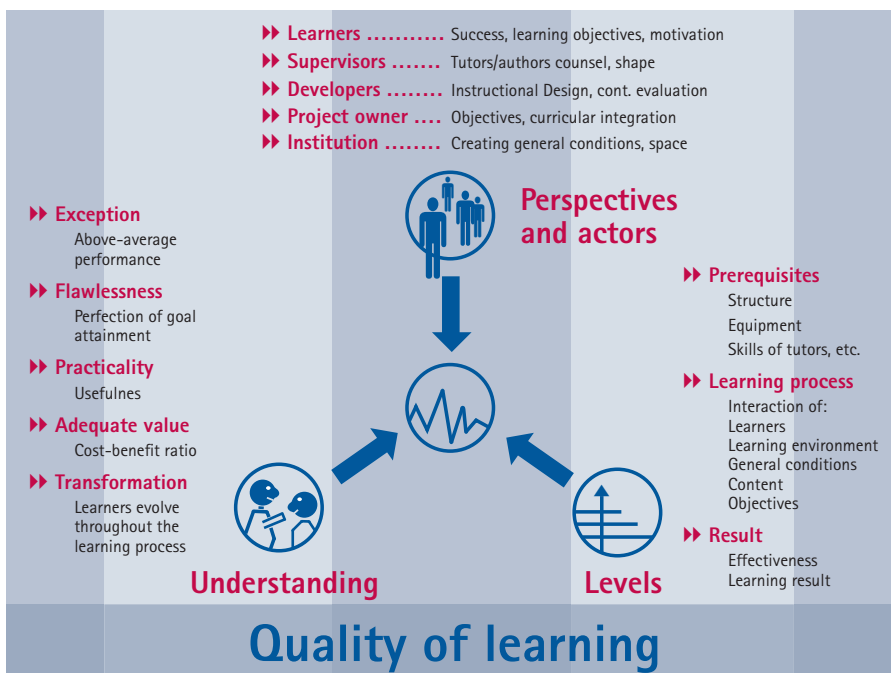 Learners ........... Success, learning objectives, motivation
Supervisors ....... Tutors/authors counsel, shape
Developers ........ Instructional Design, cont. evaluation
Project owner .... Objectives, curricular integration
Institution ........ Creating general conditions, space
Perspectives
and actors
Exception
Above-average
performance
Flawlessness
Perfection of goal
attainment
Practicality
Usefulnes
Adequate value
Cost-benefit ratio
Transformation
Learners evolve
throughout the
learning process
Understanding
Prerequisites
Structure
Equipment
Skills of tutors, etc.
Learning process
Interaction of:
Learners
Learning environment
General conditions
Content
Objectives
Result
Effectiveness
Learning result
Levels
Quality of learning